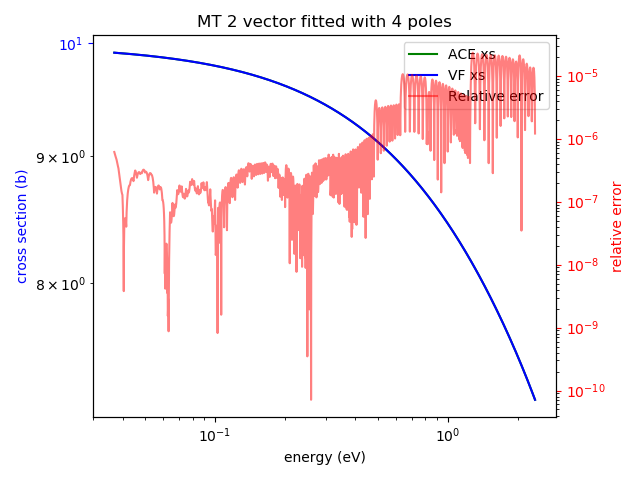 MT 2 vector fitted with 4 poles
10¹
9 × 10⁰
8 × 10⁰
cross section (b)
ACE xs
VF xs
Relative error
10⁻⁵
10⁻⁶
10⁻⁷
10⁻⁸
10⁻⁹
10⁻¹⁰
relative error
10⁻¹
10⁰
energy (eV)